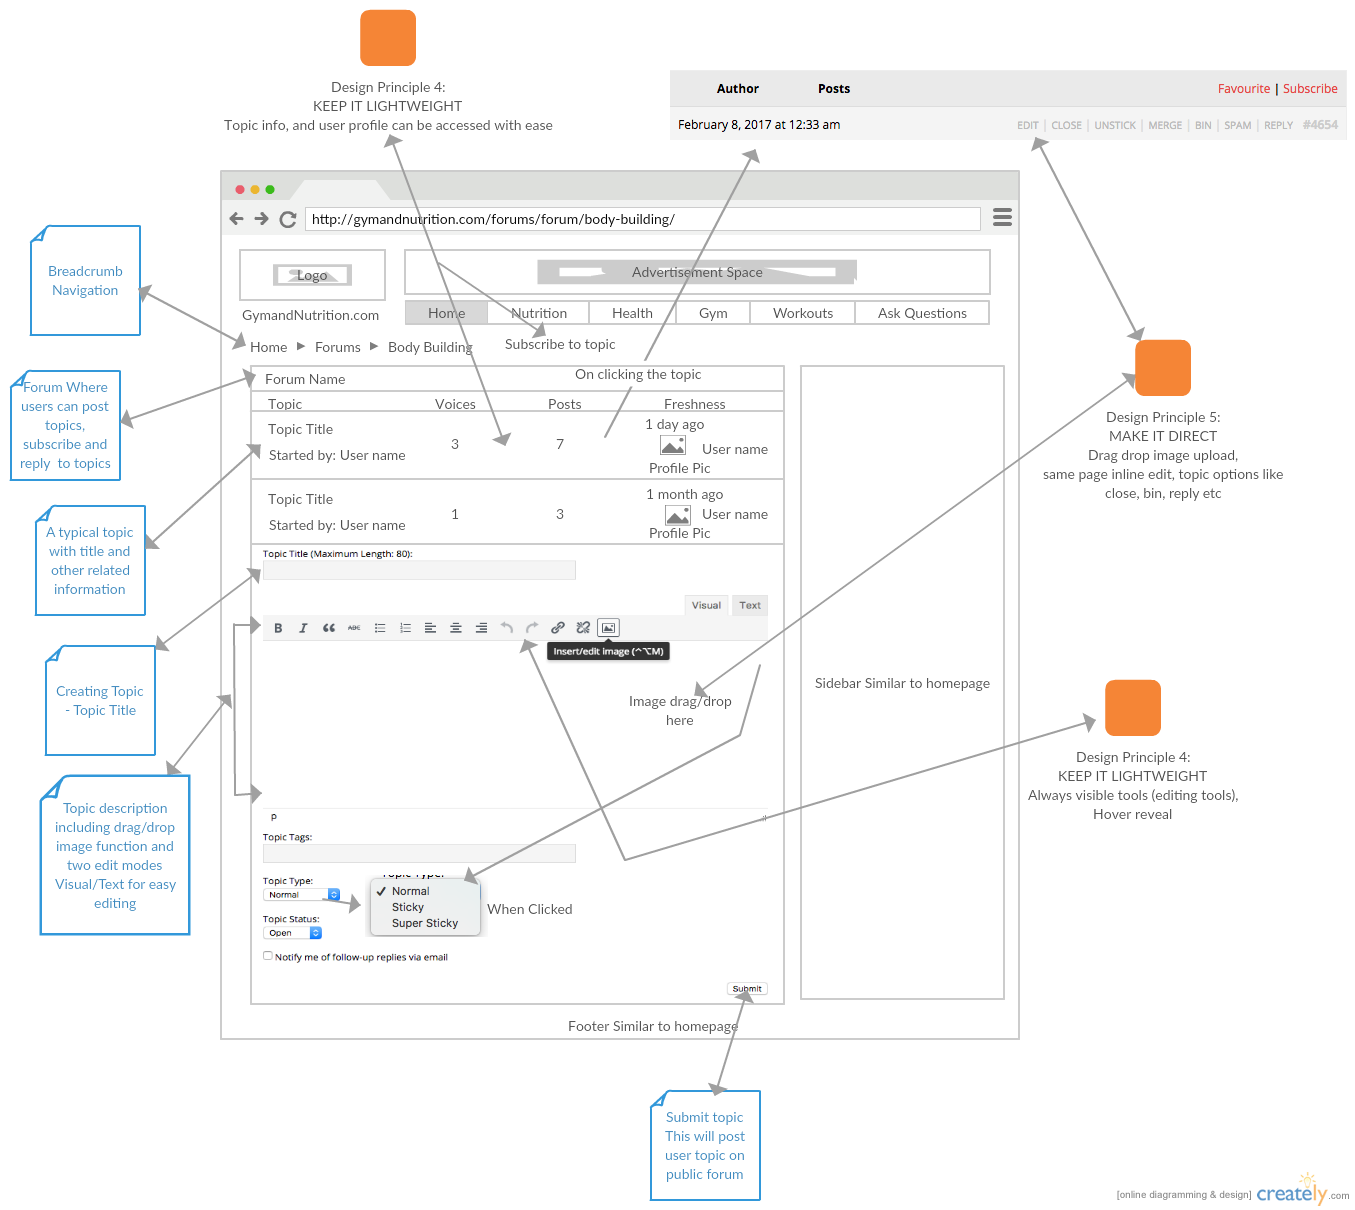 Design Principle 4:
KEEP IT LIGHTWEIGHT
Topic info, and user profile can be accessed with ease
Author Posts Favourite | Subscribe
February 8, 2017 at 12:33 am EDIT | CLOSE | UNSTICK | MERGE | BIN | SPAM | REPLY #4654
http://gymandnutrition.com/forums/forum/body-building/
Logo
Advertisement Space
GymandNutrition.com
Home Nutrition Health Gym Workouts Ask Questions
Breadcrumb
Navigation
Home Forums Body Building
Subscribe to topic
On clicking the topic
Forum Name
Topic Voices Posts Freshness
Topic Title
Started by: User name
3
7
1 day ago
User name
Profile Pic
Topic Title
Started by: User name
1
3
1 month ago
User name
Profile Pic
Forum Where
users can post
topics,
subscribe and
reply to topics
A typical topic
with title and
other related
information
Design Principle 5:
MAKE IT DIRECT
Drag drop image upload,
same page inline edit, topic options like
close, bin, reply etc
Topic Title (Maximum Length: 80):
Visual Text
B I ABC
Insert/edit image (^⌥M)
Creating Topic
- Topic Title
Image drag/drop
here
Sidebar Similar to homepage
Design Principle 4:
KEEP IT LIGHTWEIGHT
Always visible tools (editing tools),
Hover reveal
Topic description
including drag/drop
image function and
two edit modes
Visual/Text for easy
editing
p
Topic Tags:
Topic Type:
Normal
Topic Type:
Normal
Sticky
Super Sticky
When Clicked
Topic Status:
Open
Notify me of follow-up replies via email
Submit
Footer Similar to homepage
Submit topic
This will post
user topic on
public forum
[online diagramming & design] creately.com